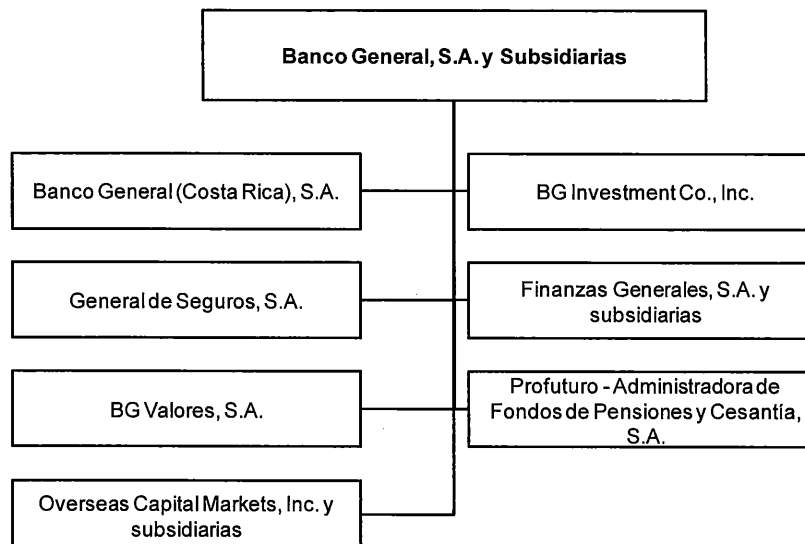 Banco General, S.A. y Subsidiarias
Banco General (Costa Rica), S.A.
BG Investment Co., Inc.
General de Seguros, S.A.
Finanzas Generales, S.A. y
subsidiarias
BG Valores, S.A.
Profuturo - Administradora de
Fondos de Pensiones y Cesantía,
S.A.
Overseas Capital Markets, Inc. y
subsidiarias